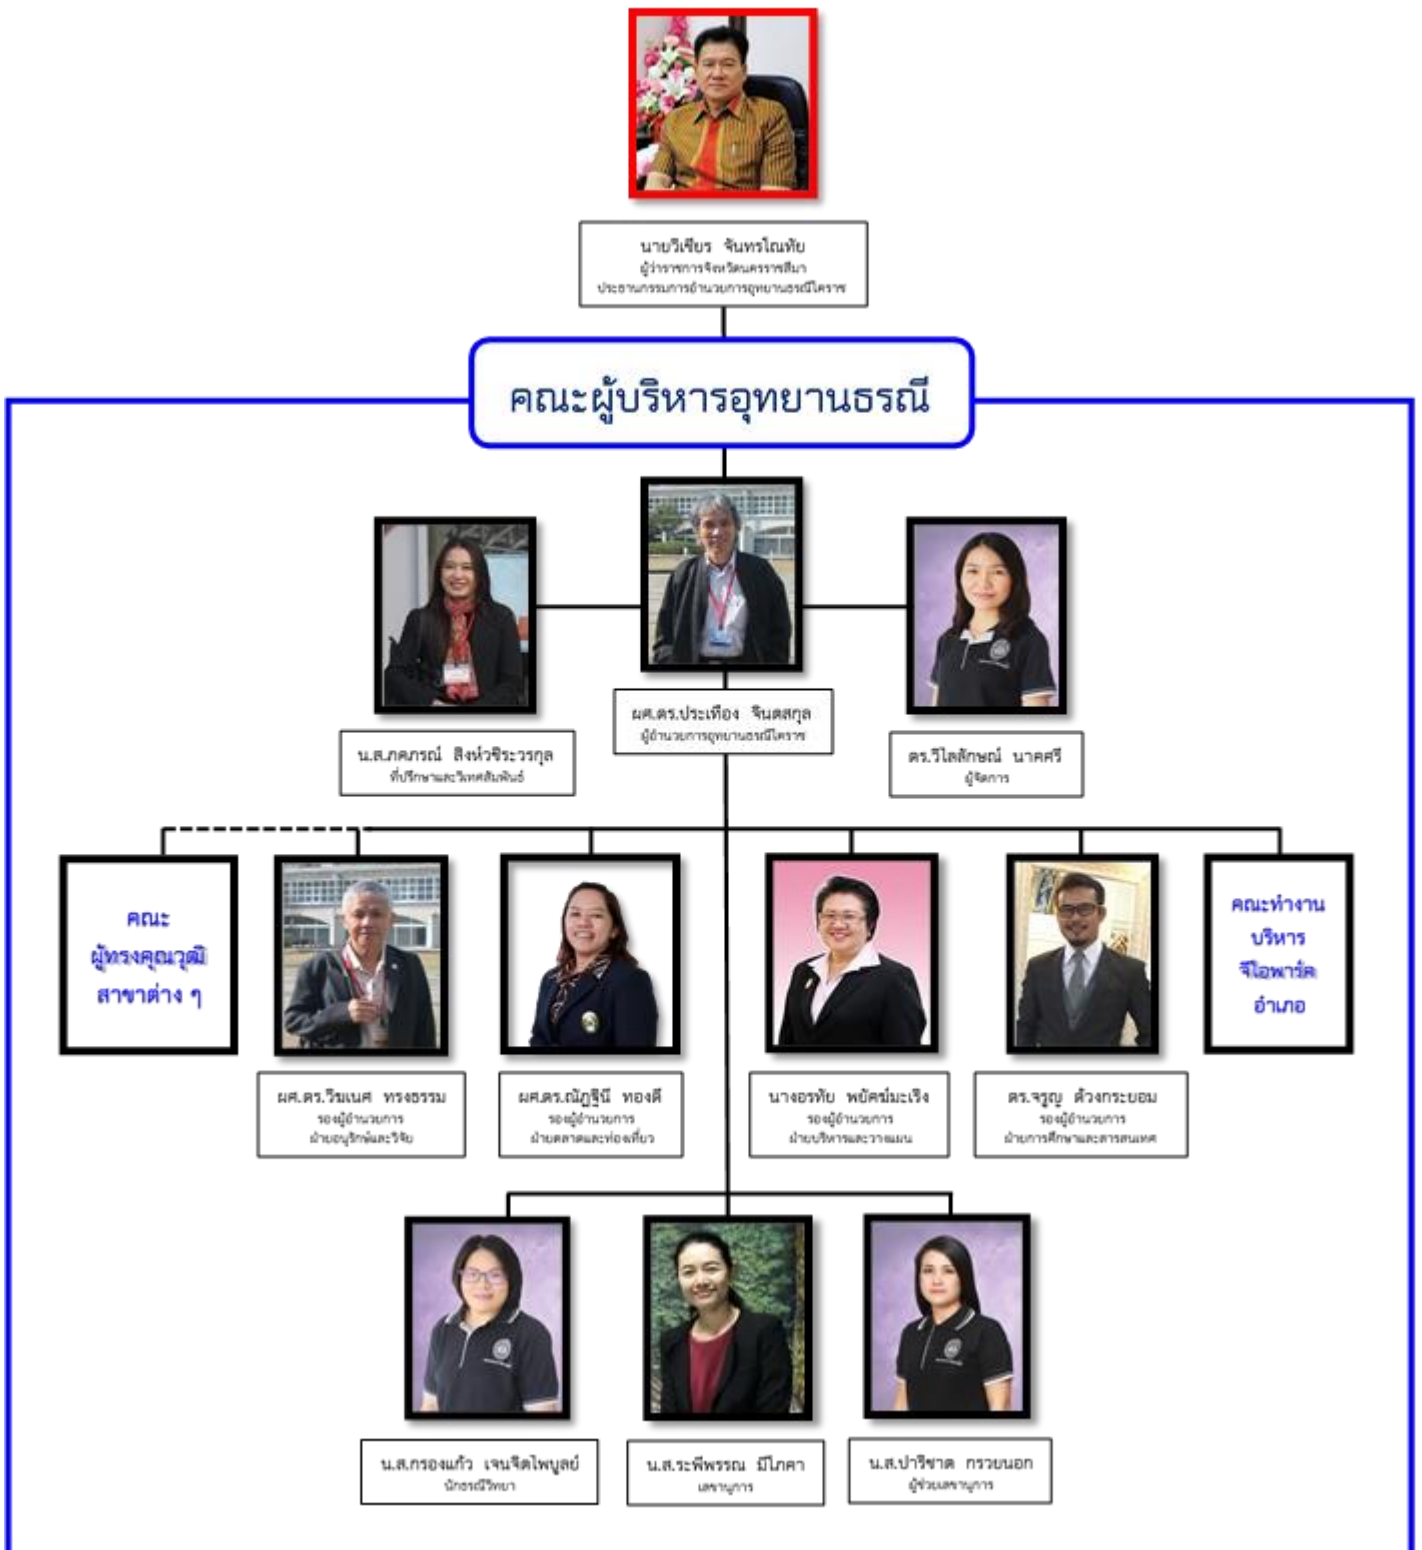 นายวิเชียร จันทรโณทัย
ผู้ว่าราชการจังหวัดนครราชสีมา
ประธานกรรมการอำนวยการอุทยานธรณีโคราช
คณะผู้บริหารอุทยานธรณี
ผศ.ดร.ประเทือง จินตสกุล
ผู้อำนวยการอุทยานธรณีโคราช
น.ส.ภคภรณ์ สิงห์วชิระวรกุล
ที่ปรึกษาและวิเทศสัมพันธ์
ดร.วิไลลักษณ์ นาคศรี
ผู้จัดการ
คณะ
ผู้ทรงคุณวุฒิ
สาขาต่าง ๆ
คณะทำงาน
บริหาร
จีโอพาร์ค
อำเภอ
ผศ.ดร.วิฆเนศ ทรงธรรม
รองผู้อำนวยการ
ฝ่ายอนุรักษ์และวิจัย
ผศ.ดร.ณัฏฐินี ทองดี
รองผู้อำนวยการ
ฝ่ายตลาดและท่องเที่ยว
นางอรทัย พยัคฆ์มะเริง
รองผู้อำนวยการ
ฝ่ายบริหารและวางแผน
ดร.จรูญ ด้วงกระยอม
รองผู้อำนวยการ
ฝ่ายการศึกษาและสารสนเทศ
น.ส.กรองแก้ว เจนจิตไพบูลย์
นักธรณีวิทยา
น.ส.ระพีพรรณ มีโภคา
เลขานุการ
น.ส.ปาริชาต กรวยนอก
ผู้ช่วยเลขานุการ